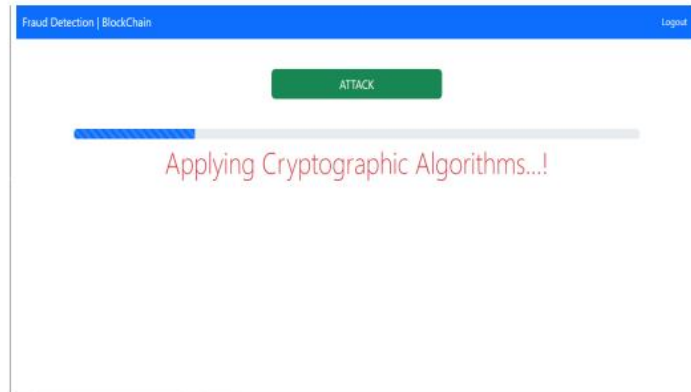 Fraud Detection | BlockChain Logout
ATTACK
Applying Cryptographic Algorithms...!